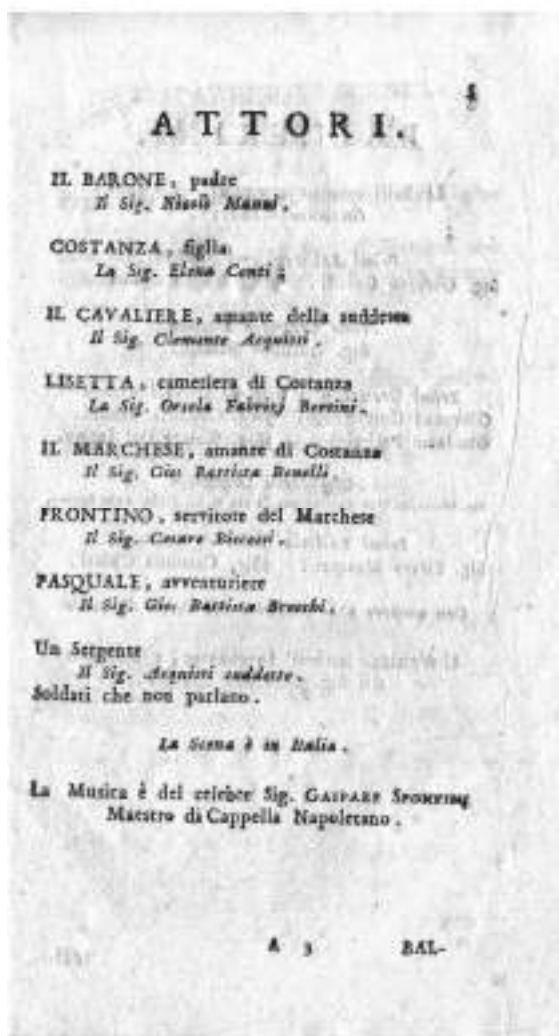 5
ATTORI.
IL BARONE, padre
Il Sig. Nicolò
COSTANZA, figlia
La Sig. Elena Conti;
IL CAVALIERE, amante della suddetta
Il Sig. Clemente Acquisti.
LISETTA, cameriera di Costanza
La Sig. Orsola Fabrizj
IL MARCHESE, amante di Costanza
Il Sig. Gio: Battista Benelli
FRONTINO, servitore del Marchese
Il Sig. Cesare
PASQUALE, avventuriere
Il Sig. Gio: Battista Brocchi.
Un Sergente
Il Sig. Acquisti suddetto.
Soldati che non parlano.
La Scena è in Italia.
La Musica è del celebre Sig. GASPARE SPONTINI
Maestro di Cappella Napoletano.
A 3 BAL-